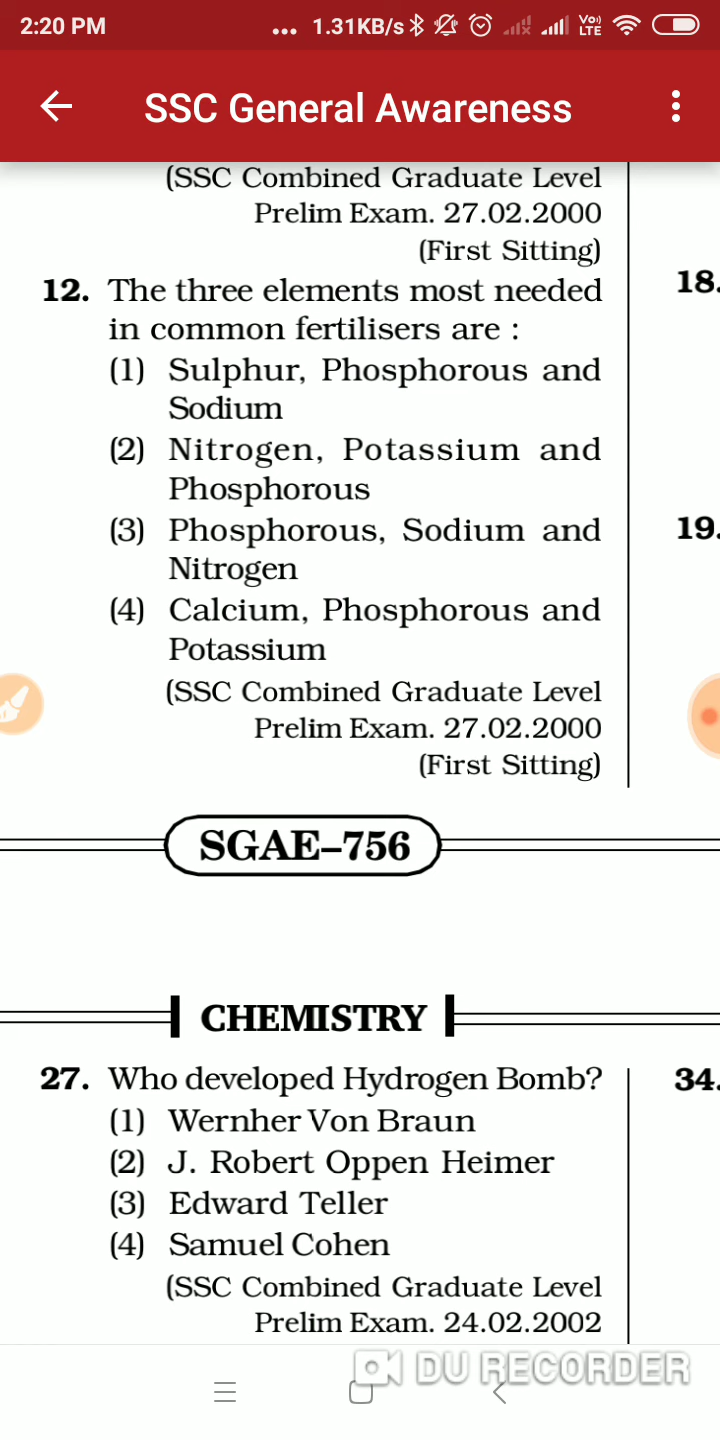 2:20 PM
... 1.31KB/s Vo)) LTE
SSC General Awareness
(SSC Combined Graduate Level
Prelim Exam. 27.02.2000
(First Sitting)
12. The three elements most needed
in common fertilisers are :
(1) Sulphur, Phosphorous and
Sodium
(2) Nitrogen, Potassium and
Phosphorous
(3) Phosphorous, Sodium and
Nitrogen
(4) Calcium, Phosphorous and
Potassium
(SSC Combined Graduate Level
Prelim Exam. 27.02.2000
(First Sitting)
18.
19.
SGAE–756
CHEMISTRY
27. Who developed Hydrogen Bomb?
(1) Wernher Von Braun
(2) J. Robert Oppen Heimer
(3) Edward Teller
(4) Samuel Cohen
(SSC Combined Graduate Level
Prelim Exam. 24.02.2002
34.
DU RECORDER